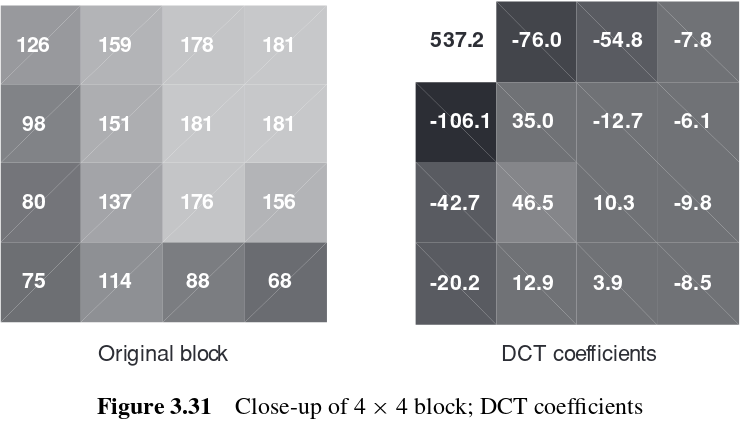 126 159 178 181 537.2 -76.0 -54.8 -7.8
98 151 181 181 -106.1 35.0 -12.7 -6.1
80 137 176 156 -42.7 46.5 10.3 -9.8
75 114 88 68 -20.2 12.9 3.9 -8.5
Original block DCT coefficients
Figure 3.31 Close-up of 4 × 4 block; DCT coefficients